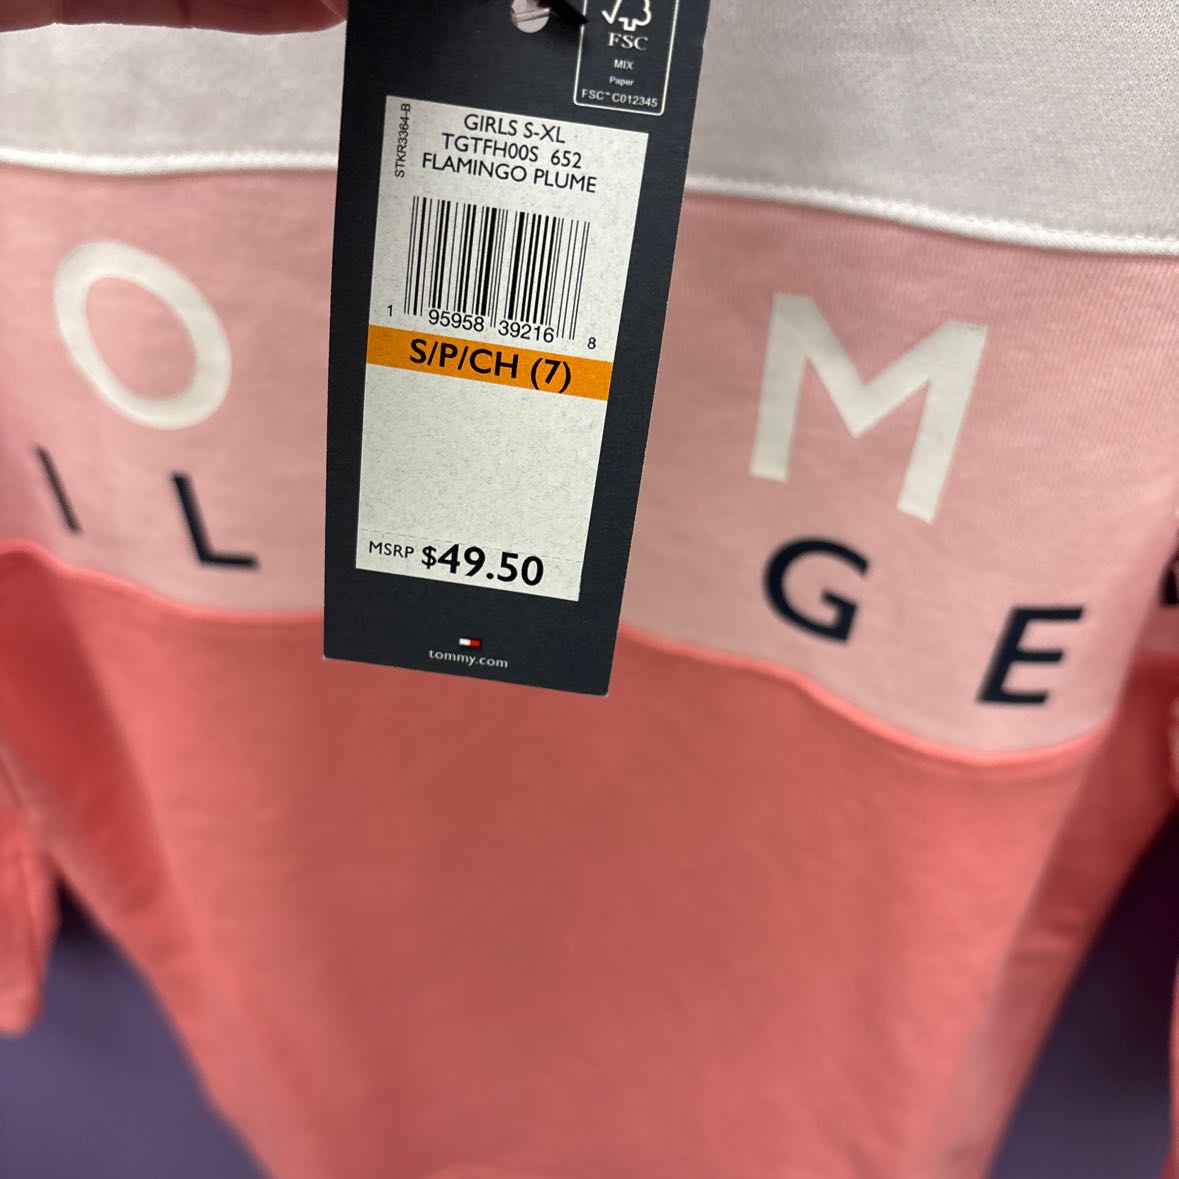 FSC
MIX
Paper
FSC™ C012345
STKR3364-B
GIRLS S-XL
TGTFH00S 652
FLAMINGO PLUME
1 95958 39216 8
S/P/CH (7)
MSRP $49.50
tommy.com
O M
I L G E